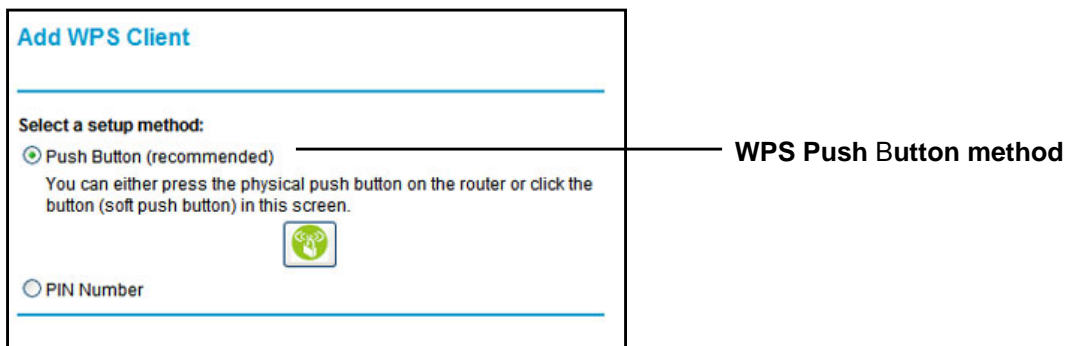 Add WPS Client
Select a setup method:
Push Button (recommended)
WPS Push Button method
You can either press the physical push button on the router or click the
button (soft push button) in this screen.
PIN Number